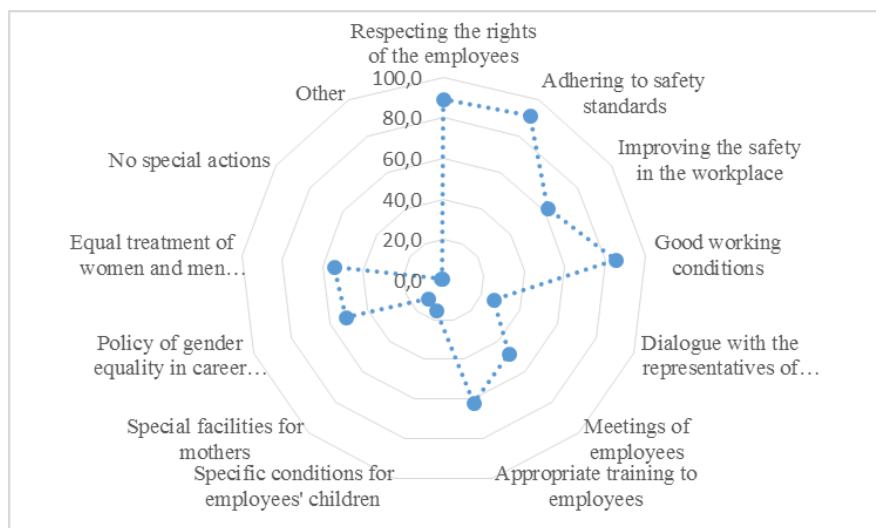 Respecting the rights
of the employees
Adhering to safety
standards
Improving the safety
in the workplace
Good working
conditions
Dialogue with the
representatives of…
Meetings of
employees
Appropriate training to
employees
Specific conditions for
employees' children
Special facilities for
mothers
Policy of gender
equality in career…
Equal treatment of
women and men…
No special actions
Other
100,0
80,0
60,0
40,0
20,0
0,0